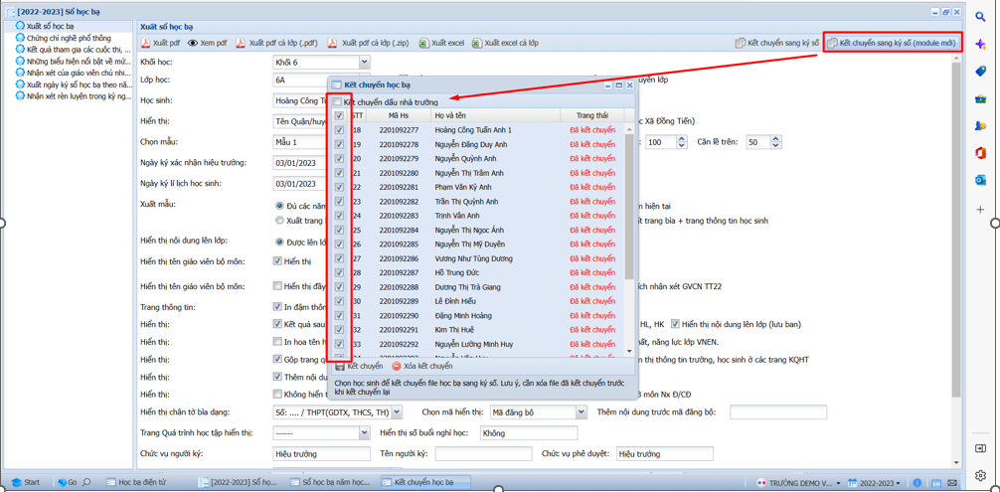 [2022-2023] Sổ học bạ
Xuất sổ học bạ
Chứng chỉ nghề phổ thông
Kết quả tham gia các cuộc thi, ...
Những biểu hiện nổi bật về mứ...
Nhận xét của giáo viên chủ nhi...
Xuất ngày ký sổ học bạ theo nă...
Nhận xét rèn luyện trong kỳ ng...
Xuất sổ học bạ
Xuất pdf Xem pdf Xuất pdf cả lớp (.pdf) Xuất pdf cả lớp (.zip) Xuất excel Xuất excel cả lớp Kết chuyển sang ký số Kết chuyển sang ký số (module mới)
Khối học: Khối 6
Lớp học: 6A
Học sinh: Hoàng Công T
Hiển thị: Tên Quận/huyệ
Xã Đồng Tiến)
Chọn mẫu: Mẫu 1
100 Căn lề trên: 50
Ngày ký xác nhận hiệu trưởng: 03/01/2023
Ngày ký lí lịch học sinh: 03/01/2023
Xuất mẫu: Đủ các năm
hiện tại
Xuất trang
trang bìa + trang thông tin học sinh
Hiển thị nội dung lên lớp: Được lên lớ
Hiển thị tên giáo viên bộ môn: Hiển thị
Hiển thị tên giáo viên bộ môn: Hiển thị đầy
nhận xét GVCN TT22
Trang thông tin: In đậm thôn
Hiển thị: Kết quả sau
HL, HK Hiển thị nội dung lên lớp (lưu ban)
Hiển thị: In hoa tên h
chất, năng lực lớp VNEN.
Hiển thị: Gộp trang q
thị thông tin trường, học sinh ở các trang KQHT
Hiển thị: Thêm nội du
Hiển thị: Không hiển t
môn Nx Đ/CĐ
Hiển thị chân tờ bìa dạng: Số: .... / THPT(GDTX, THCS, TH) Chọn mã hiển thị: Mã đăng bộ Thêm nội dung trước mã đăng bộ:
Trang Quá trình học tập hiển thị: ------ Hiển thị số buổi nghỉ học: Không
Chức vụ người ký: Hiệu trưởng Tên người ký: Chức vụ phê duyệt: Hiệu trưởng
Kết chuyển học bạ
Kết chuyển dấu nhà trường
STT Mã Hs Họ và tên Trạng thái
18 2201092277 Hoàng Công Tuấn Anh 1 Đã kết chuyển
19 2201092278 Nguyễn Đăng Duy Anh Đã kết chuyển
20 2201092279 Nguyễn Quỳnh Anh Đã kết chuyển
21 2201092280 Nguyễn Thị Trâm Anh Đã kết chuyển
22 2201092281 Phạm Văn Kỳ Anh Đã kết chuyển
23 2201092282 Trần Thị Quỳnh Anh Đã kết chuyển
24 2201092283 Trịnh Vân Anh Đã kết chuyển
25 2201092284 Nguyễn Thị Ngọc Ánh Đã kết chuyển
26 2201092285 Nguyễn Thị Mỹ Duyên Đã kết chuyển
27 2201092286 Vương Như Tùng Dương Đã kết chuyển
28 2201092287 Hồ Trung Đức Đã kết chuyển
29 2201092288 Dương Thị Trà Giang Đã kết chuyển
30 2201092289 Lê Đình Hiếu Đã kết chuyển
31 2201092290 Đặng Minh Hoàng Đã kết chuyển
32 2201092291 Kim Thị Huệ Đã kết chuyển
33 2201092292 Nguyễn Lưỡng Minh Huy Đã kết chuyển
Kết chuyển Xóa kết chuyển
Chọn học sinh để kết chuyển file học bạ sang ký số. Lưu ý, cần xóa file đã kết chuyển trước
khi kết chuyển lại
Start Go Học bạ điện tử [2022-2023] Sổ ho... Sổ học bạ năm học... Kết chuyển học bạ TRƯỜNG DEMO V... 2022-2023